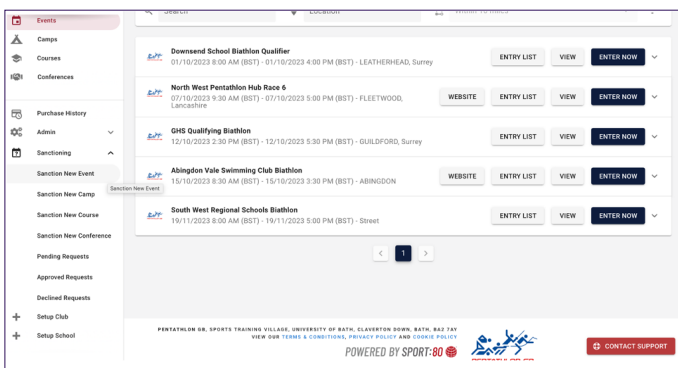 Events
Camps
Courses
Conferences
Purchase History
Admin
Sanctioning
Sanction New Event
Sanction New Event
Sanction New Camp
Sanction New Course
Sanction New Conference
Pending Requests
Approved Requests
Declined Requests
Setup Club
Setup School
Search
Location
Within 10 miles
Downsend School Biathlon Qualifier
01/10/2023 8:00 AM (BST) - 01/10/2023 4:00 PM (BST) - LEATHERHEAD, Surrey
ENTRY LIST VIEW ENTER NOW
North West Pentathlon Hub Race 6
07/10/2023 9:30 AM (BST) - 07/10/2023 5:00 PM (BST) - FLEETWOOD,
Lancashire
WEBSITE ENTRY LIST VIEW ENTER NOW
GHS Qualifying Biathlon
12/10/2023 2:30 PM (BST) - 12/10/2023 5:30 PM (BST) - GUILDFORD, Surrey
ENTRY LIST VIEW ENTER NOW
Abingdon Vale Swimming Club Biathlon
15/10/2023 8:30 AM (BST) - 15/10/2023 3:30 PM (BST) - ABINGDON
WEBSITE ENTRY LIST VIEW ENTER NOW
South West Regional Schools Biathlon
19/11/2023 8:00 AM (BST) - 19/11/2023 5:00 PM (BST) - Street
ENTRY LIST VIEW ENTER NOW
< 1 >
PENTATHLON GB, SPORTS TRAINING VILLAGE, UNIVERSITY OF BATH, CLAVERTON DOWN, BATH, BA2 7AY
VIEW OUR TERMS & CONDITIONS, PRIVACY POLICY AND COOKIE POLICY
POWERED BY SPORT:80
PENTATHLON GB
CONTACT SUPPORT